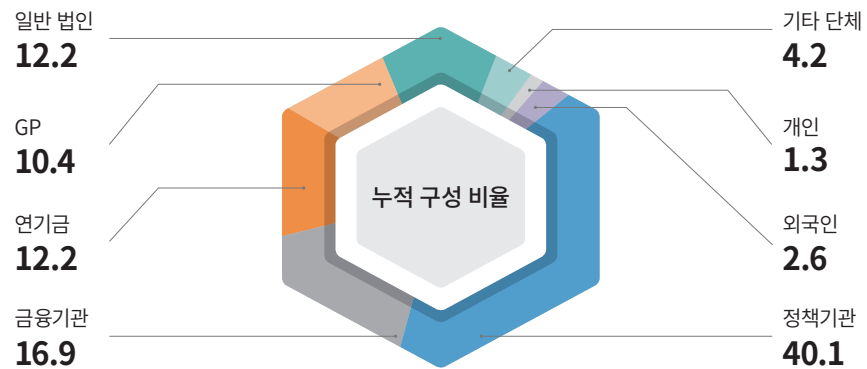 일반 법인
12.2
GP
10.4
연기금
12.2
금융기관
16.9
누적 구성 비율
기타 단체
4.2
개인
1.3
외국인
2.6
정책기관
40.1